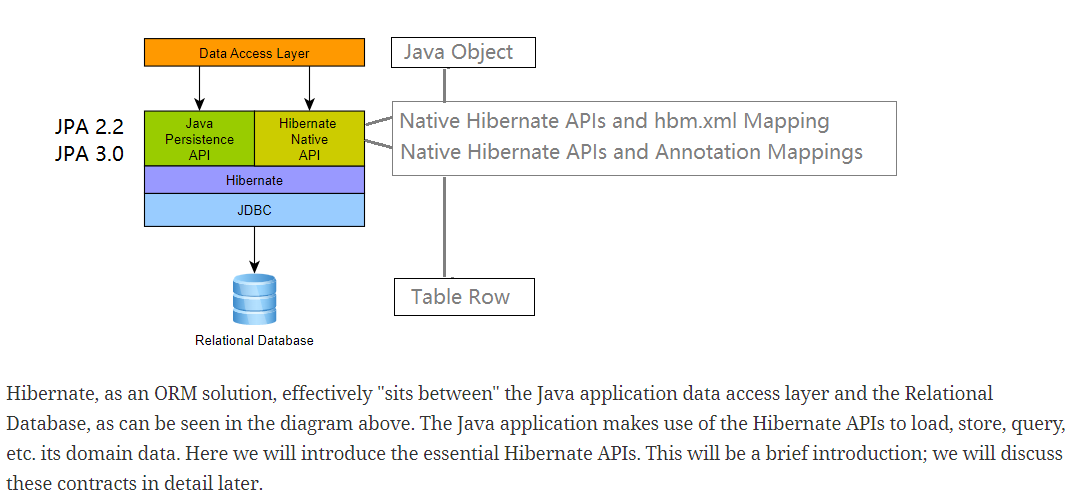 Data Access Layer
Java Object
JPA 2.2
JPA 3.0
Java
Persistence
API
Hibernate
Native
API
Native Hibernate APIs and hbm.xml Mapping
Native Hibernate APIs and Annotation Mappings
Hibernate
JDBC
Table Row
Relational Database
Hibernate, as an ORM solution, effectively "sits between" the Java application data access layer and the Relational
Database, as can be seen in the diagram above. The Java application makes use of the Hibernate APIs to load, store, query,
etc. its domain data. Here we will introduce the essential Hibernate APIs. This will be a brief introduction; we will discuss
these contracts in detail later.